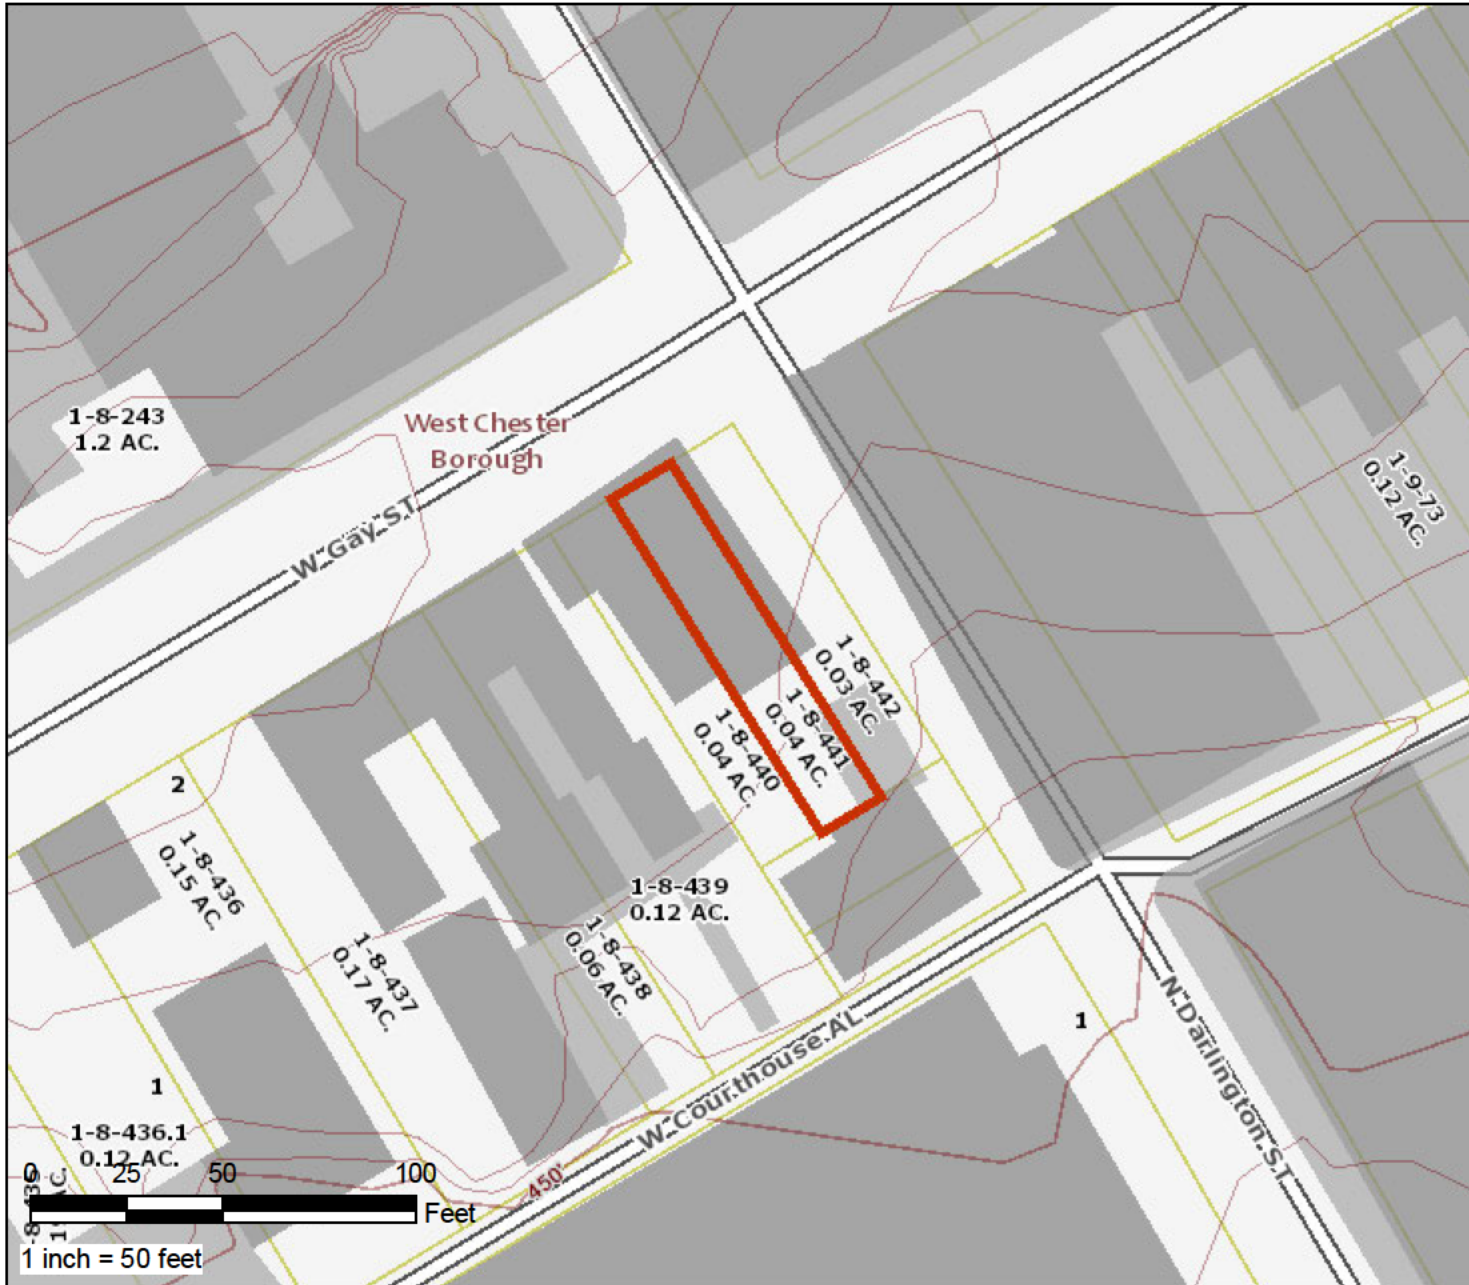 1-8-243
1.2 AC.
West Chester
Borough
1-9-73
0.12 AC.
W Gay ST
1-8-442
0.03 AC.
1-8-441
0.04 AC.
1-8-440
0.04 AC.
2
1-8-436
0.15 AC.
1-8-439
0.12 AC.
1-8-438
0.06 AC.
1-8-437
0.17 AC.
N Darlington ST
1
W Courthouse AL
1
1-8-436.1
0.12 AC.
450'
0 25 50 100
Feet
1 inch = 50 feet